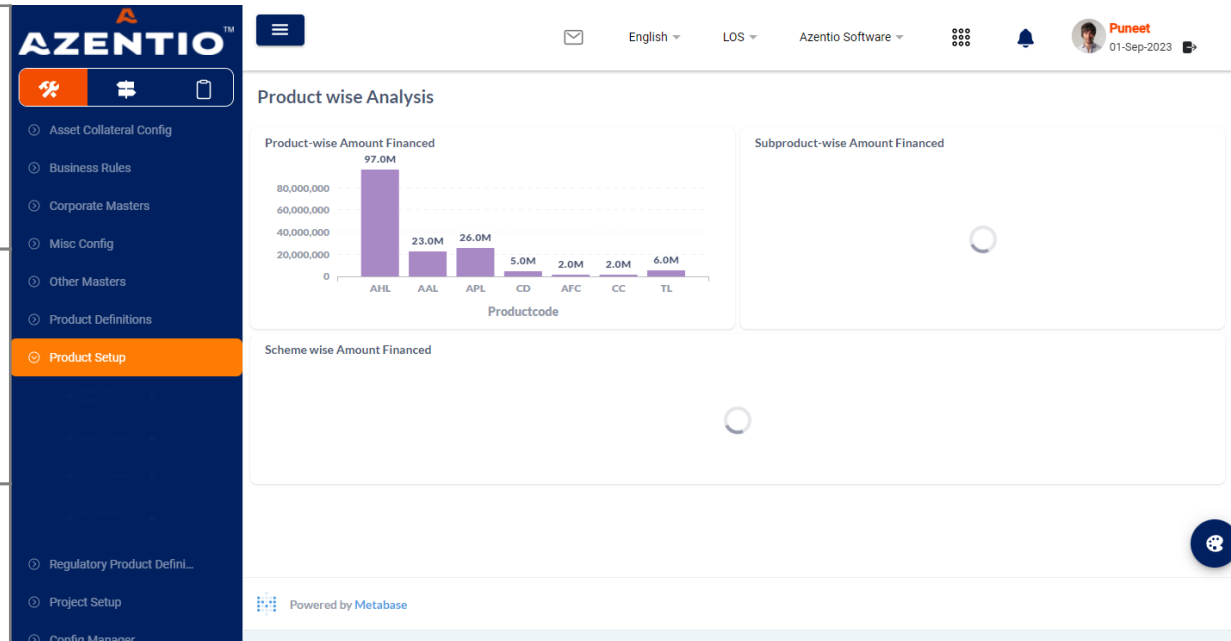 AZENTIO™
English
LOS
Azentio Software
Puneet
01-Sep-2023
Asset Collateral Config
Business Rules
Corporate Masters
Misc Config
Other Masters
Product Definitions
Product Setup
Regulatory Product Defini...
Project Setup
Config Manager
Product wise Analysis
Product-wise Amount Financed
97.0M
80,000,000
60,000,000
40,000,000
20,000,000
0
23.0M
26.0M
5.0M
2.0M
2.0M
6.0M
AHL
AAL
APL
CD
AFC
CC
TL
Productcode
Subproduct-wise Amount Financed
Scheme wise Amount Financed
Powered by Metabase